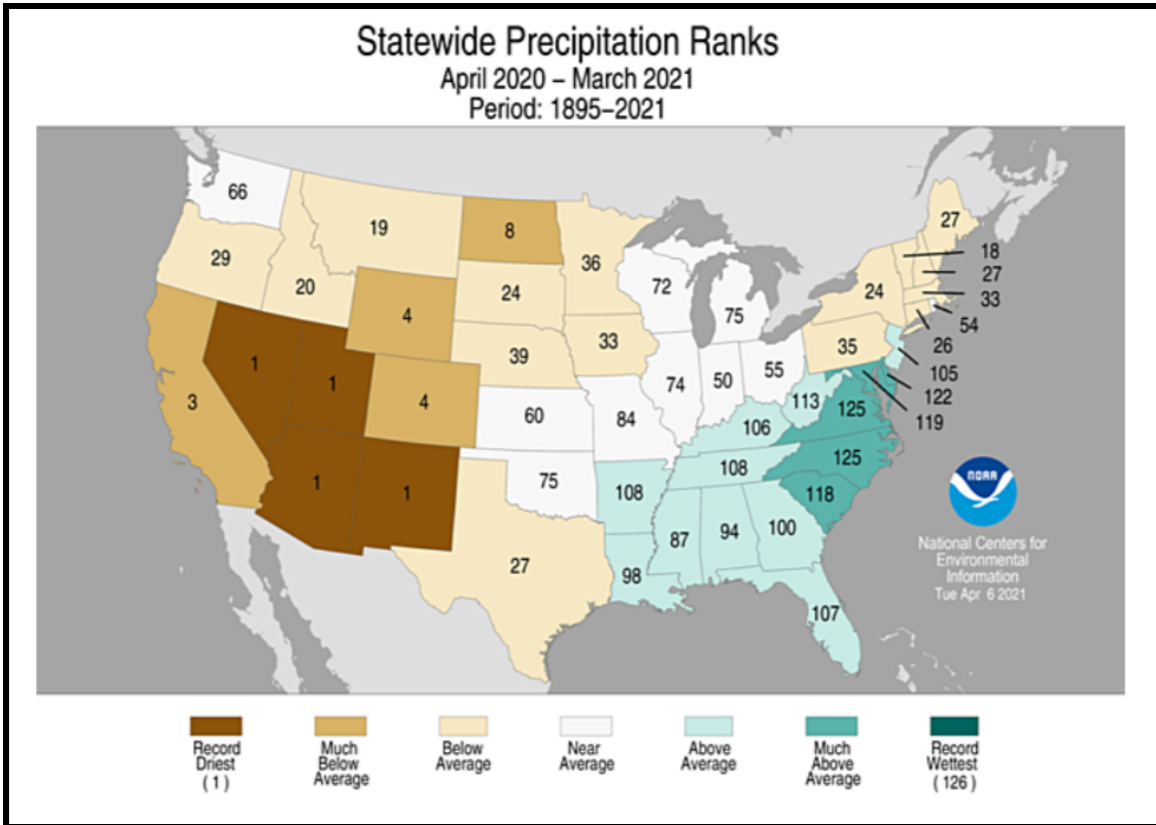 Statewide Precipitation Ranks
April 2020 – March 2021
Period: 1895–2021
66
19
8
36
27
29
20
24
72
18
27
4
75
24
33
39
33
54
3
1
1
4
35
26
60
74
50
55
105
122
84
113
125
119
1
1
75
106
108
125
108
118
87
94
100
27
98
107
NOAA
National Centers for
Environmental
Information
Tue Apr 6 2021
Record
Driest
( 1 )
Much
Below
Average
Below
Average
Near
Average
Above
Average
Much
Above
Average
Record
Wettest
( 126 )